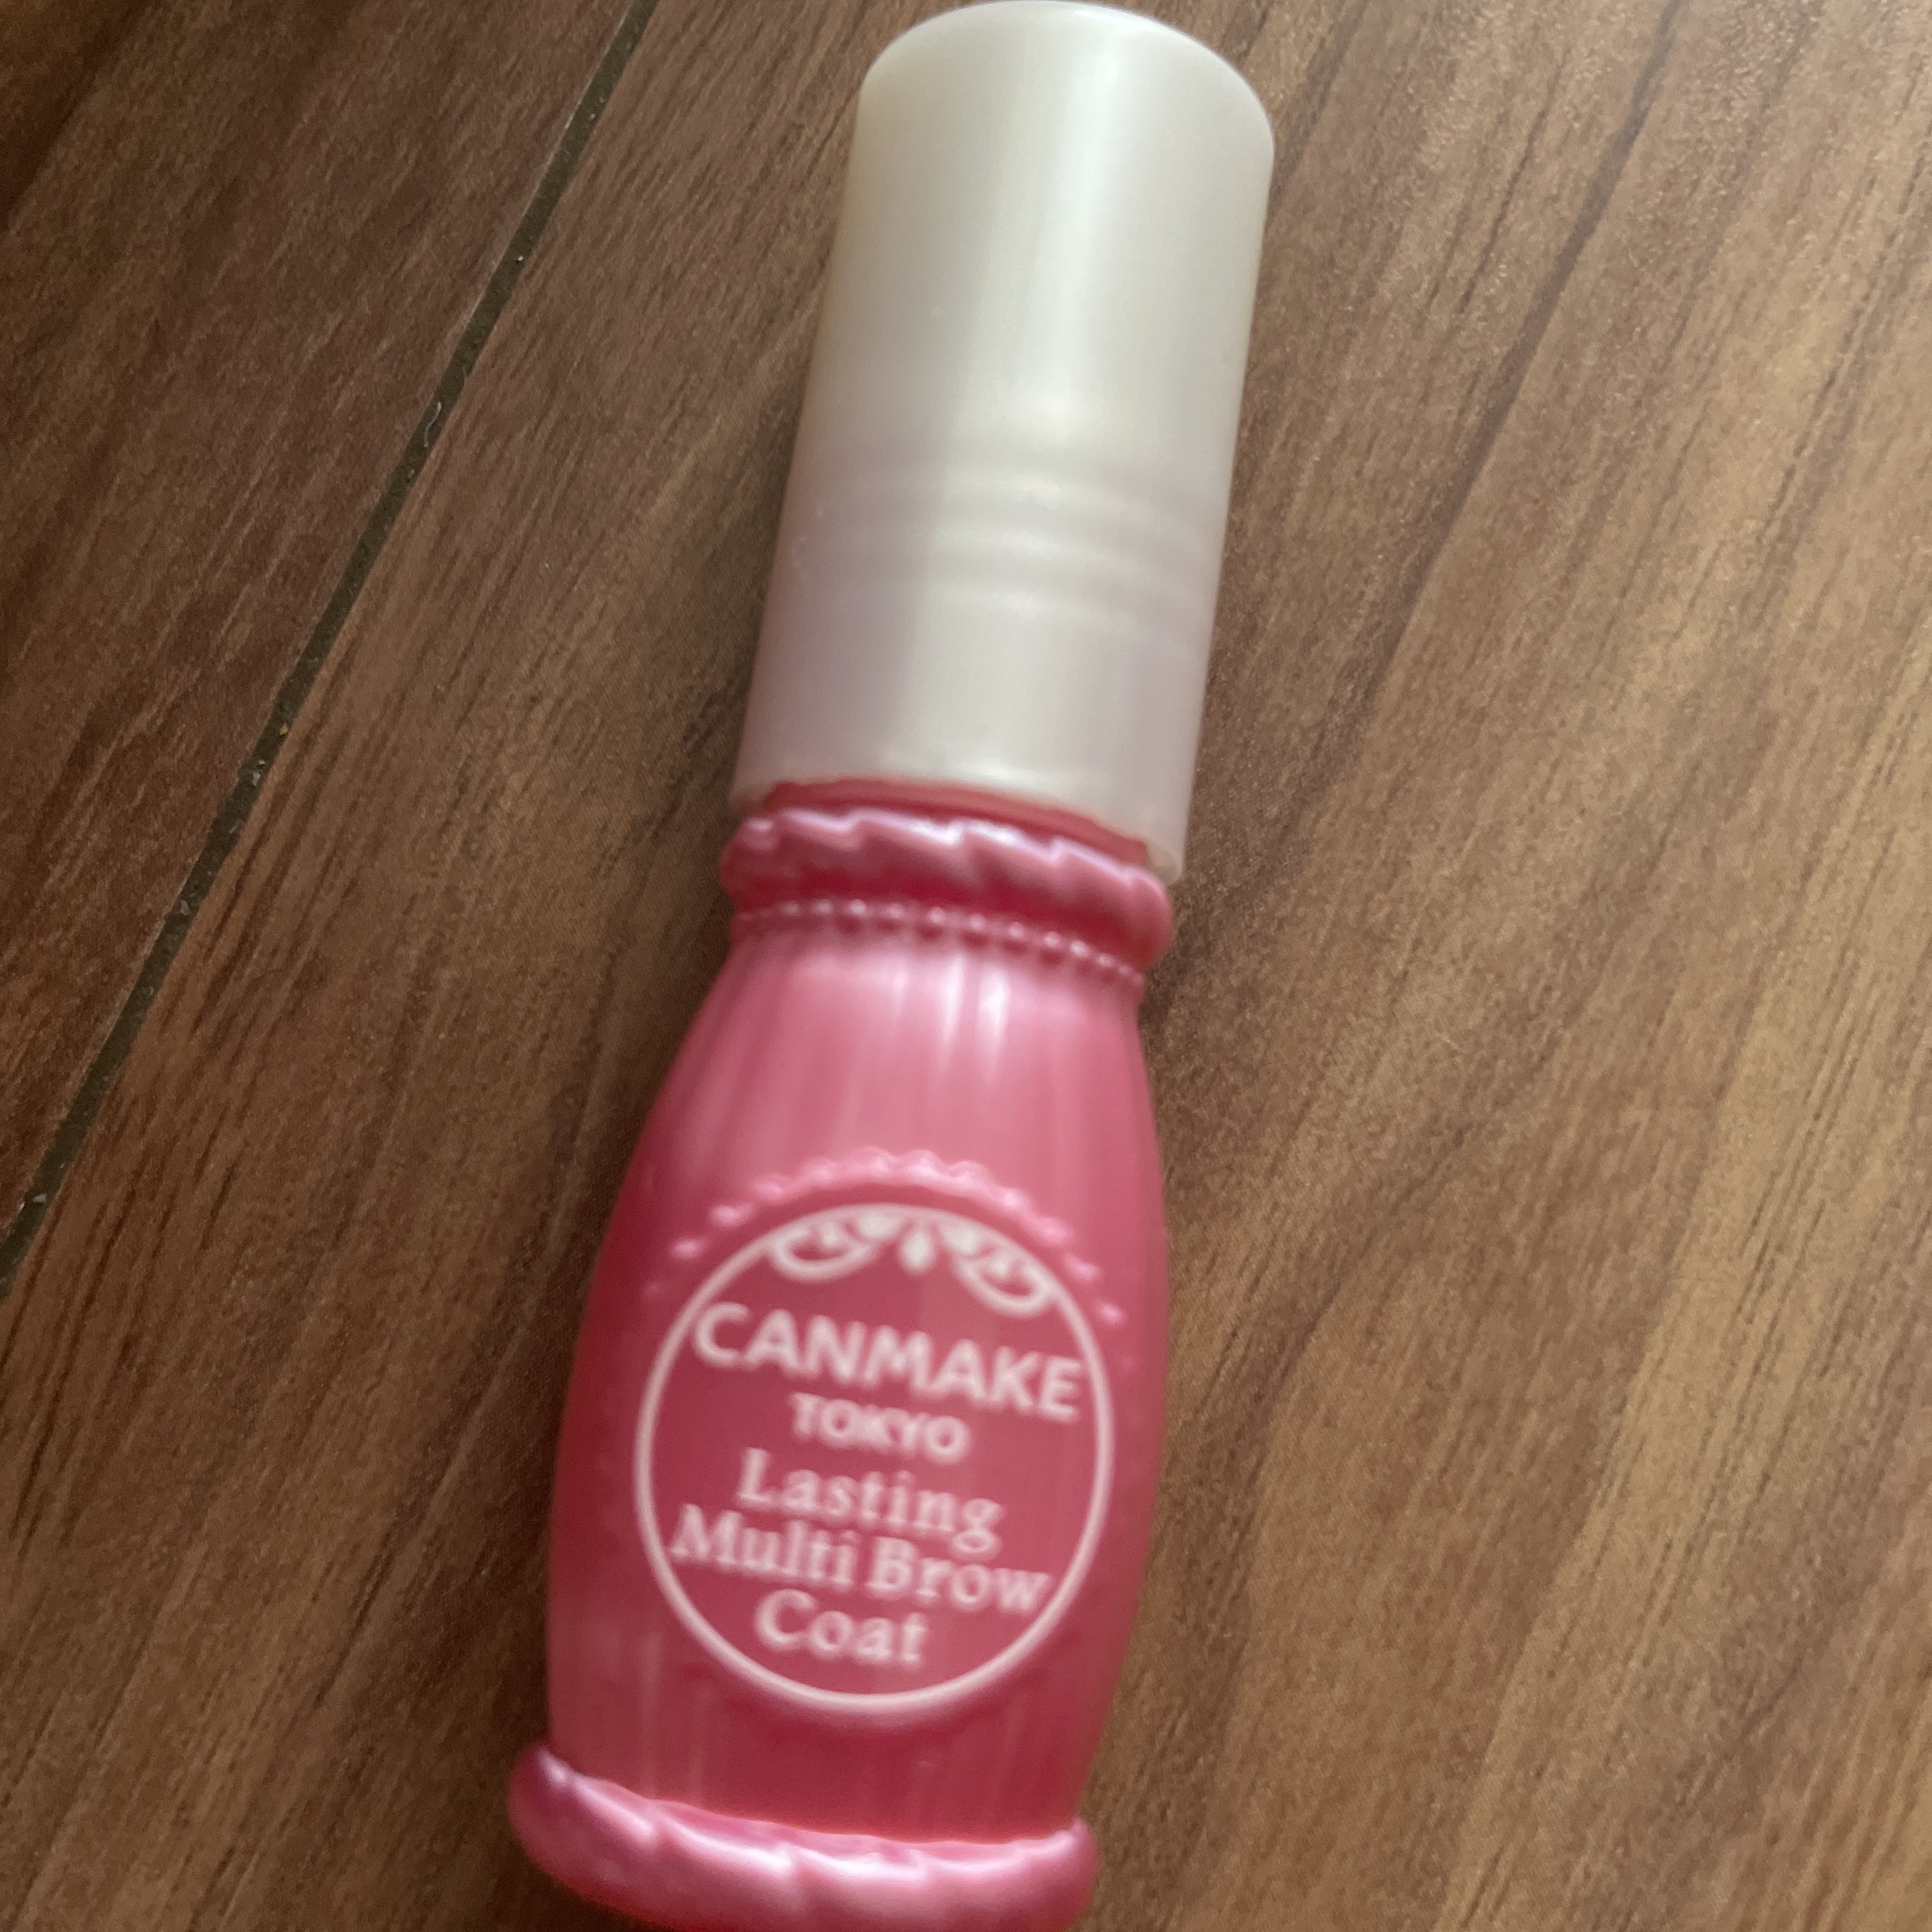 CANMAKE
TOKYO
Lasting
Multi Brow
Coat